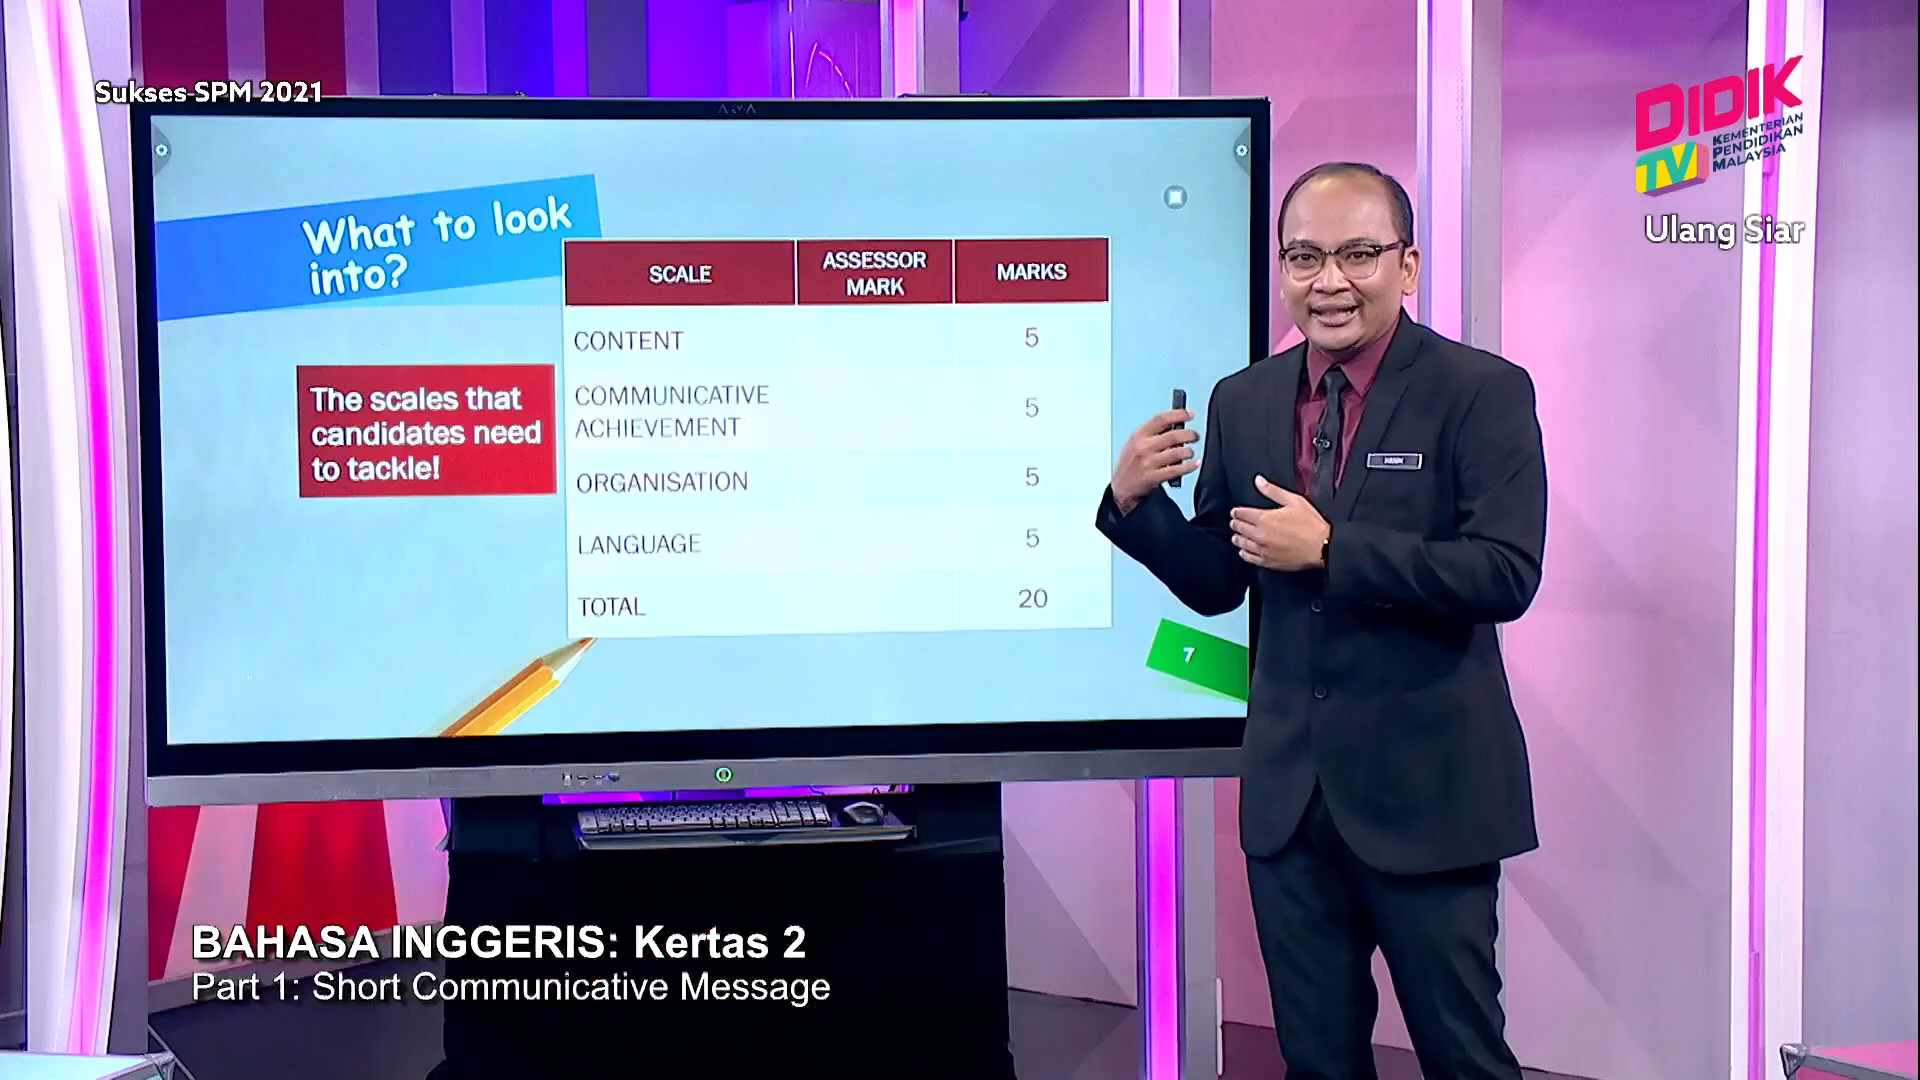 Sukses SPM 2021
DIDIK
TV
KEMENTERIAN
PENDIDIKAN
MALAYSIA
Ulang Siar
What to look
into?
The scales that
candidates need
to tackle!
SCALE
ASSESSOR
MARK
MARKS
CONTENT
5
COMMUNICATIVE
ACHIEVEMENT
5
ORGANISATION
5
LANGUAGE
5
TOTAL
20
7
BAHASA INGGERIS: Kertas 2
Part 1: Short Communicative Message